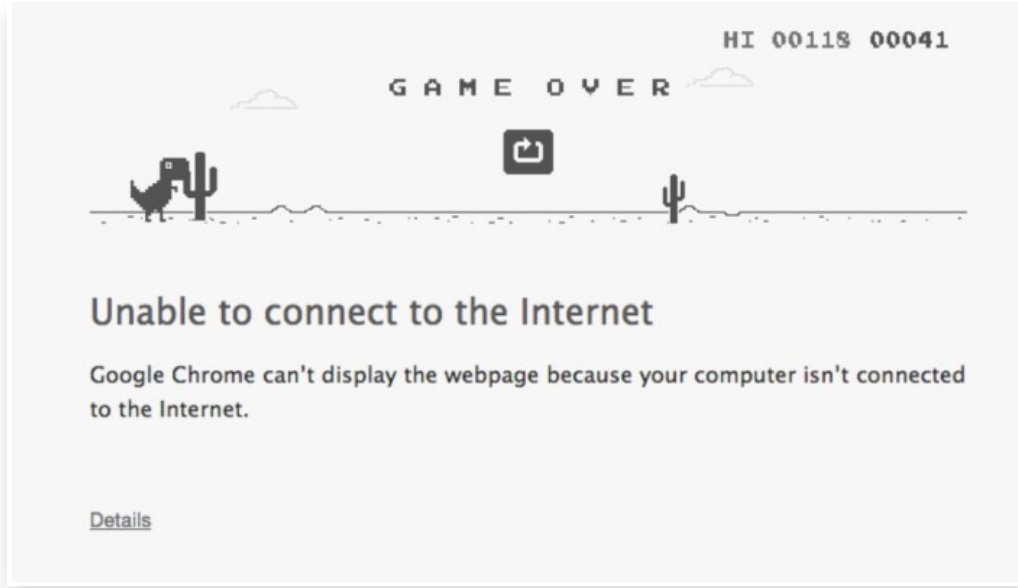 HI 00118 00041
GAME OVER
Unable to connect to the Internet
Google Chrome can't display the webpage because your computer isn't connected
to the Internet.
Details